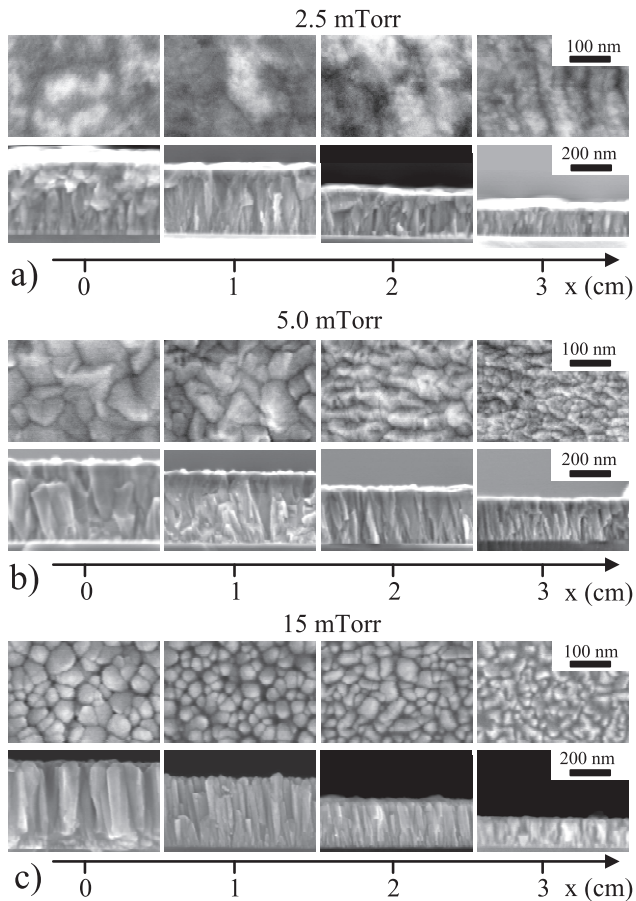 2.5 mTorr
100 nm
200 nm
a)
0 1 2 3 x (cm)
5.0 mTorr
100 nm
200 nm
b)
0 1 2 3 x (cm)
15 mTorr
100 nm
200 nm
c)
0 1 2 3 x (cm)